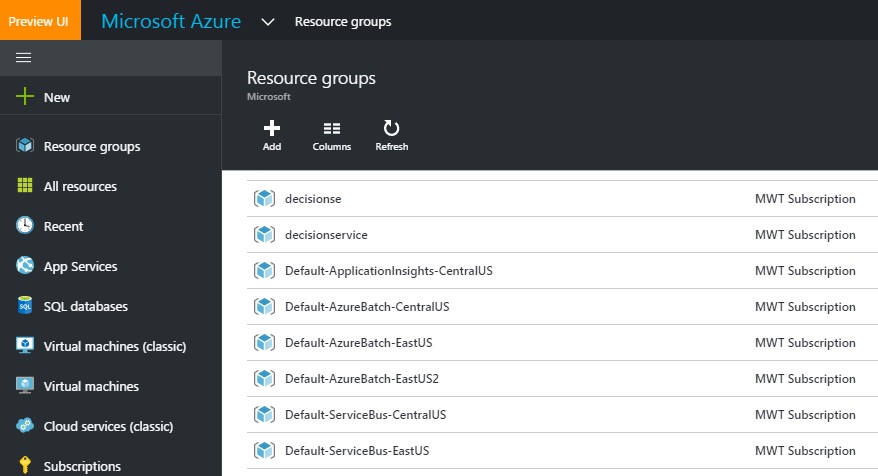 Preview UI Microsoft Azure Resource groups
New
Resource groups
All resources
Recent
App Services
SQL
SQL databases
Virtual machines (classic)
Virtual machines
Cloud services (classic)
Subscriptions
Resource groups
Microsoft
Add Columns Refresh
decisionse MWT Subscription
decisionservice MWT Subscription
Default-ApplicationInsights-CentralUS MWT Subscription
Default-AzureBatch-CentralUS MWT Subscription
Default-AzureBatch-EastUS MWT Subscription
Default-AzureBatch-EastUS2 MWT Subscription
Default-ServiceBus-CentralUS MWT Subscription
Default-ServiceBus-EastUS MWT Subscription